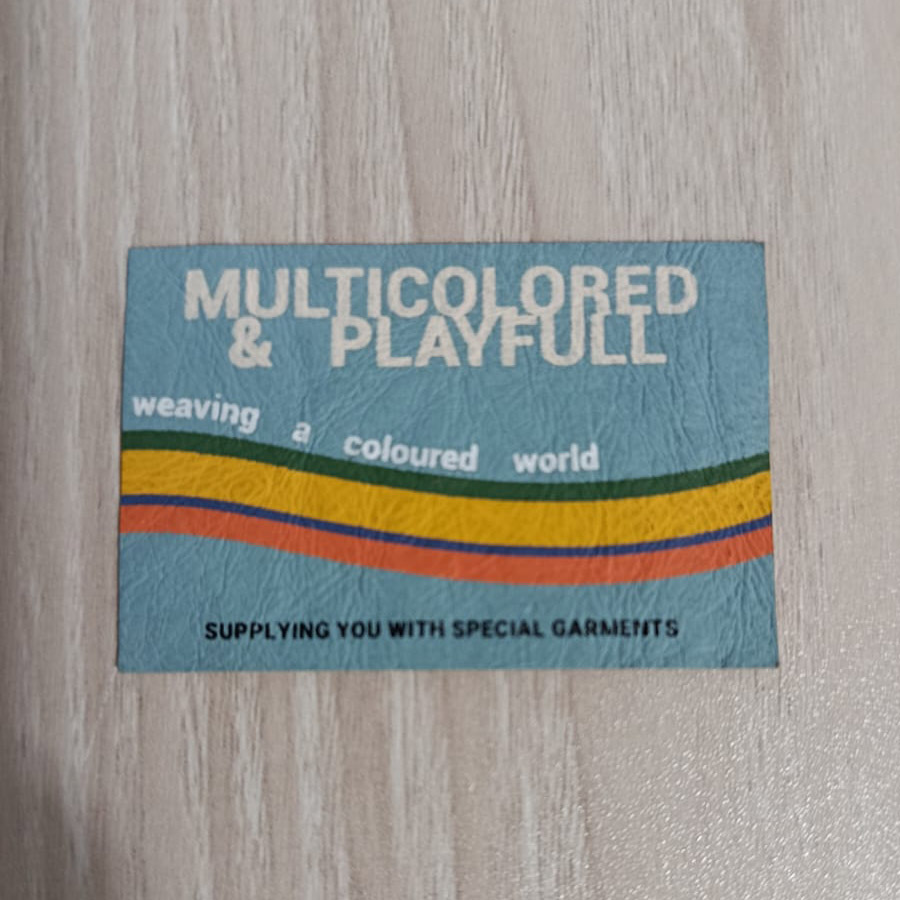 MULTICOLORED
& PLAYFULL
weaving a coloured world
SUPPLYING YOU WITH SPECIAL GARMENTS